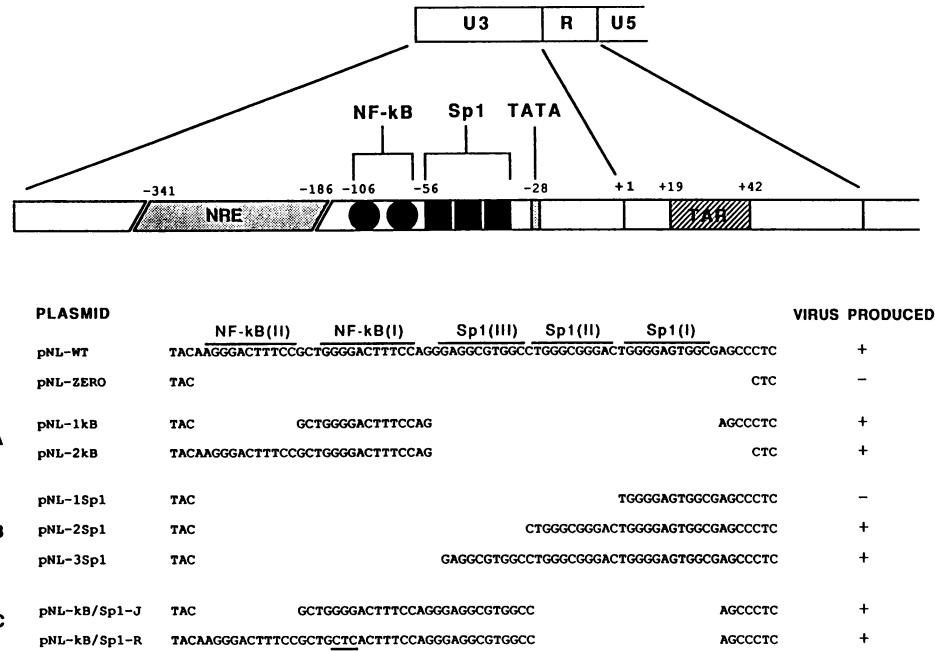 U3 R U5
NF-kB Sp1 TATA
-341 -186 -106 -56 -28 +1 +19 +42
NRE TAR
PLASMID VIRUS PRODUCED
NF-kB(II) NF-kB(I) Sp1(III) Sp1(II) Sp1(I)
pNL-WT TACAAGGGACTTTCCGCTGGGGACTTTCCAGGGAGGCGTGGCCTGGGCGGGACTGGGGAGTGGCGAGCCCTC +
pNL-ZERO TAC CTC -
A
pNL-1kB TAC GCTGGGGACTTTCCAG AGCCCTC +
pNL-2kB TACAAGGGACTTTCCGCTGGGGACTTTCCAG CTC +
pNL-1Sp1 TAC TGGGGAGTGGCGAGCCCTC -
B
pNL-2Sp1 TAC CTGGGCGGGACTGGGGAGTGGCGAGCCCTC +
pNL-3Sp1 TAC GAGGCGTGGCCTGGGCGGGACTGGGGAGTGGCGAGCCCTC +
C
pNL-kB/Sp1-J TAC GCTGGGGACTTTCCAGGGAGGCGTGGCC AGCCCTC +
pNL-kB/Sp1-R TACAAGGGACTTTCCGCTGCTCACTTTCCAGGGAGGCGTGGCC AGCCCTC +